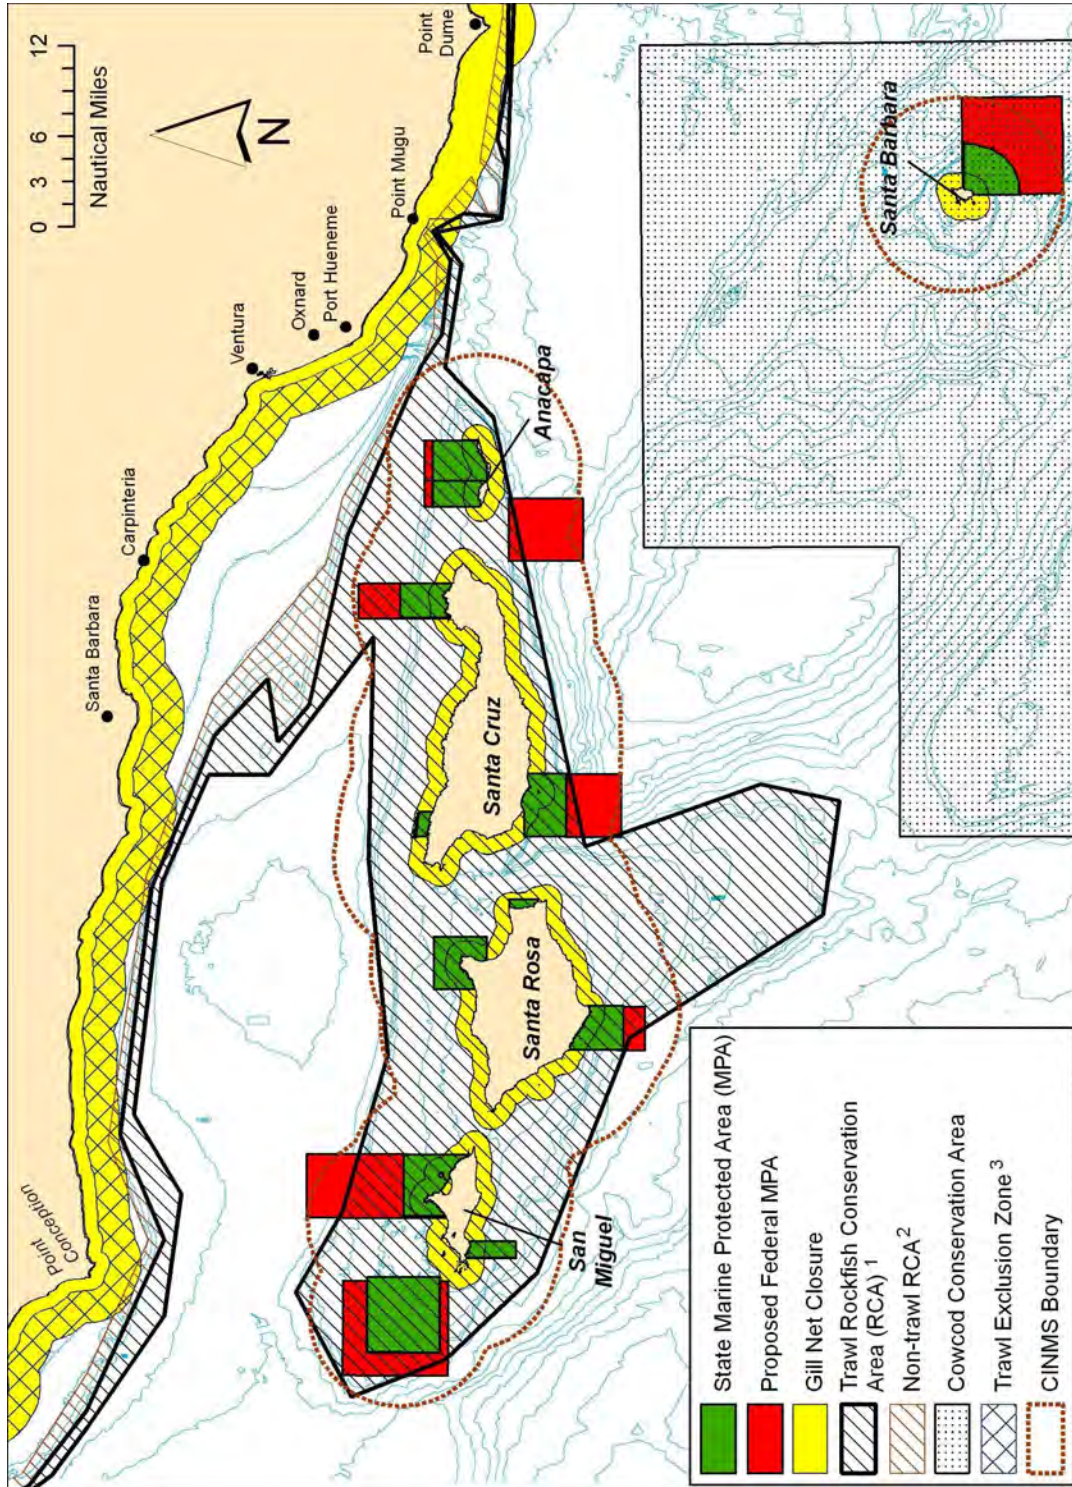 Point
Conception
Santa Barbara
Carpinteria
Ventura
Oxnard
Port Hueneme
Point Mugu
Point
Dume
0 3 6 12
Nautical Miles
N
San
Miguel
Santa Rosa
Santa Cruz
Anacapa
Santa Barbara
State Marine Protected Area (MPA)
Proposed Federal MPA
Gill Net Closure
Trawl Rockfish Conservation
Area (RCA) 1
Non-trawl RCA 2
Cowcod Conservation Area
Trawl Exclusion Zone 3
CINMS Boundary